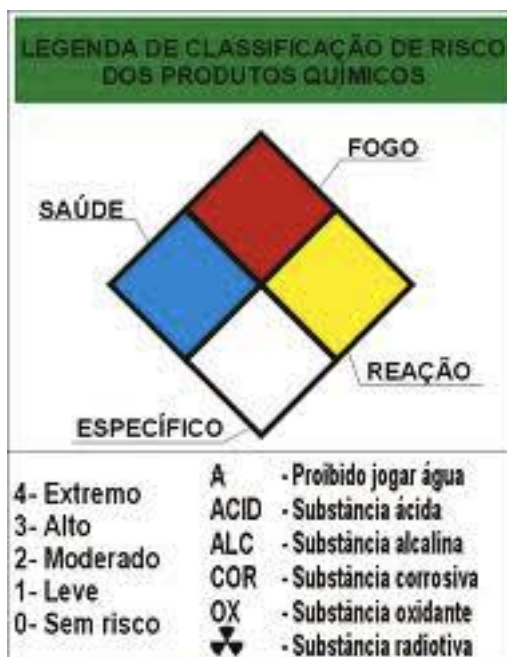 LEGENDA DE CLASSIFICAÇÃO DE RISCO
DOS PRODUTOS QUÍMICOS
FOGO
SAÚDE
REAÇÃO
ESPECÍFICO
4- Extremo
3- Alto
2- Moderado
1- Leve
0- Sem risco
A - Proibido jogar água
ACID - Substância ácida
ALC - Substância alcalina
COR - Substância corrosiva
OX - Substância oxidante
- Substância radiotiva